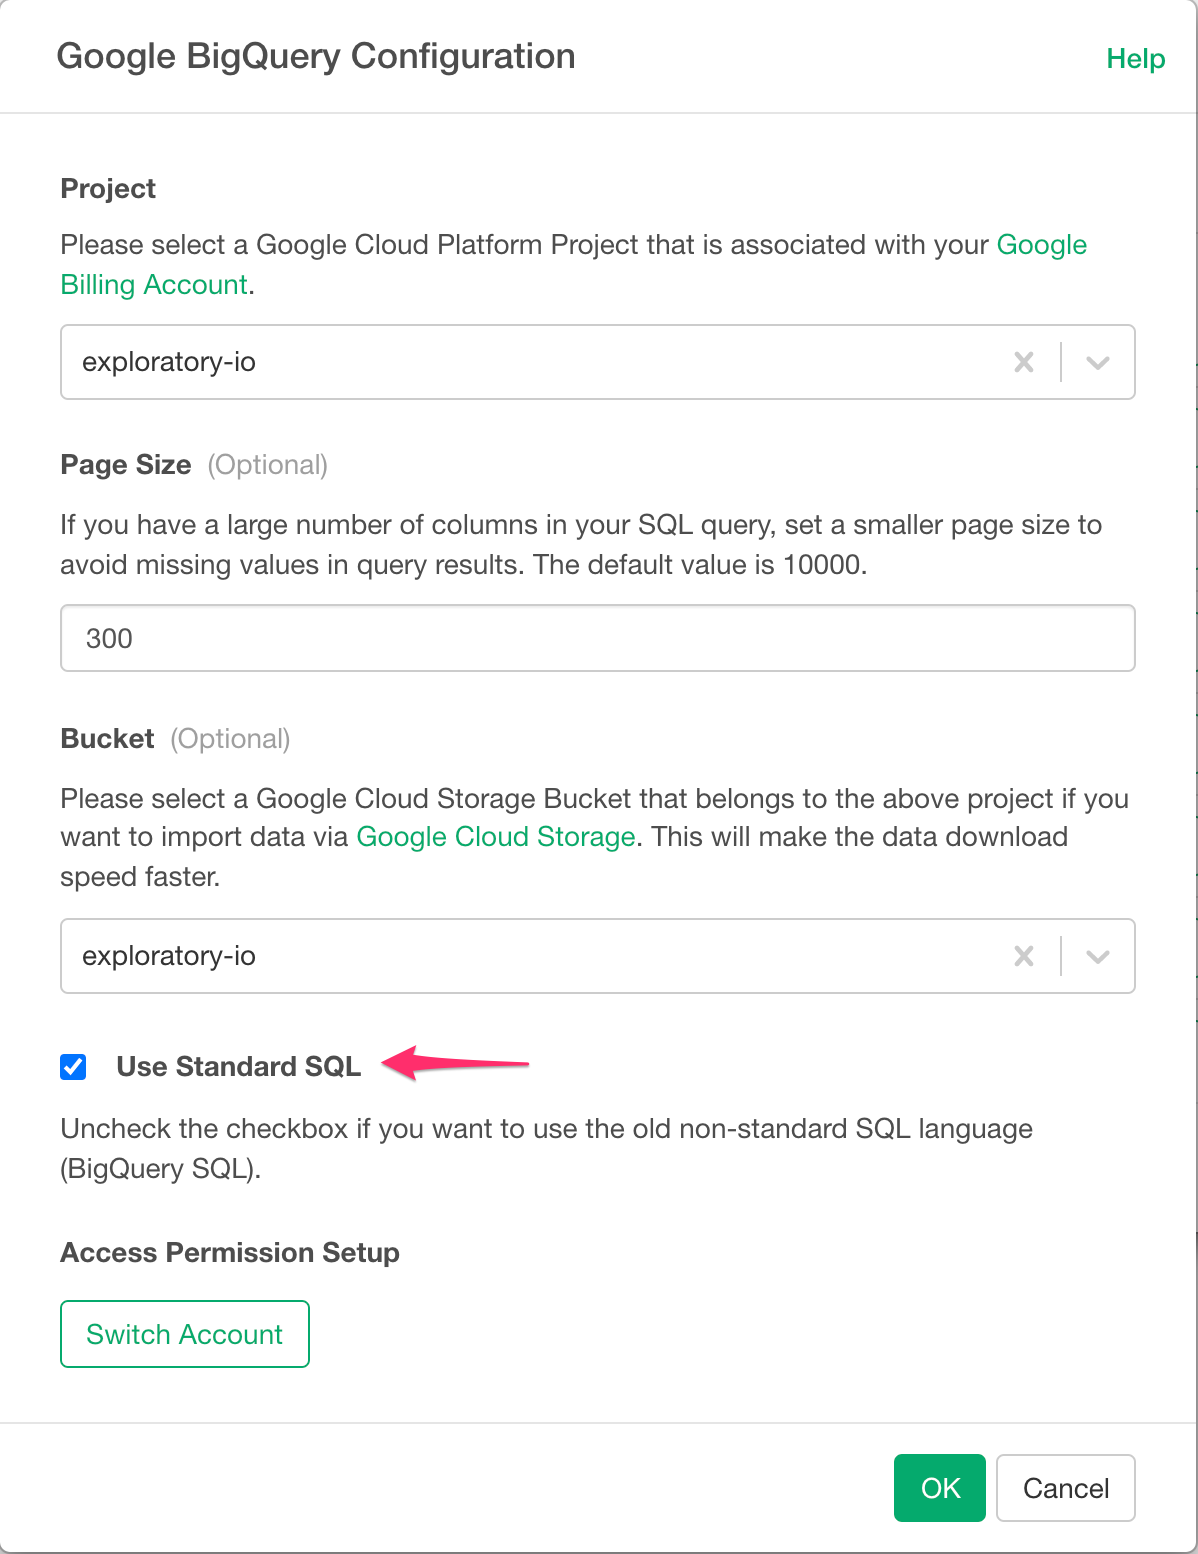 Google BigQuery Configuration
Help
Project
Please select a Google Cloud Platform Project that is associated with your Google
Billing Account.
exploratory-io
Page Size (Optional)
If you have a large number of columns in your SQL query, set a smaller page size to
avoid missing values in query results. The default value is 10000.
300
Bucket (Optional)
Please select a Google Cloud Storage Bucket that belongs to the above project if you
want to import data via Google Cloud Storage. This will make the data download
speed faster.
exploratory-io
Use Standard SQL
Uncheck the checkbox if you want to use the old non-standard SQL language
(BigQuery SQL).
Access Permission Setup
Switch Account
OK
Cancel